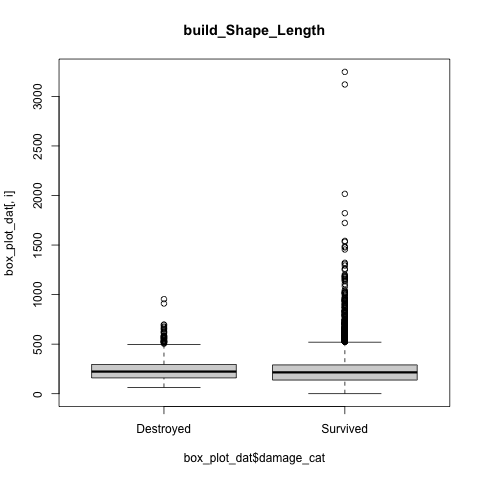 build_Shape_Length
box_plot_dat[, i]
3000
2500
2000
1500
1000
500
0
Destroyed
Survived
box_plot_dat$damage_cat